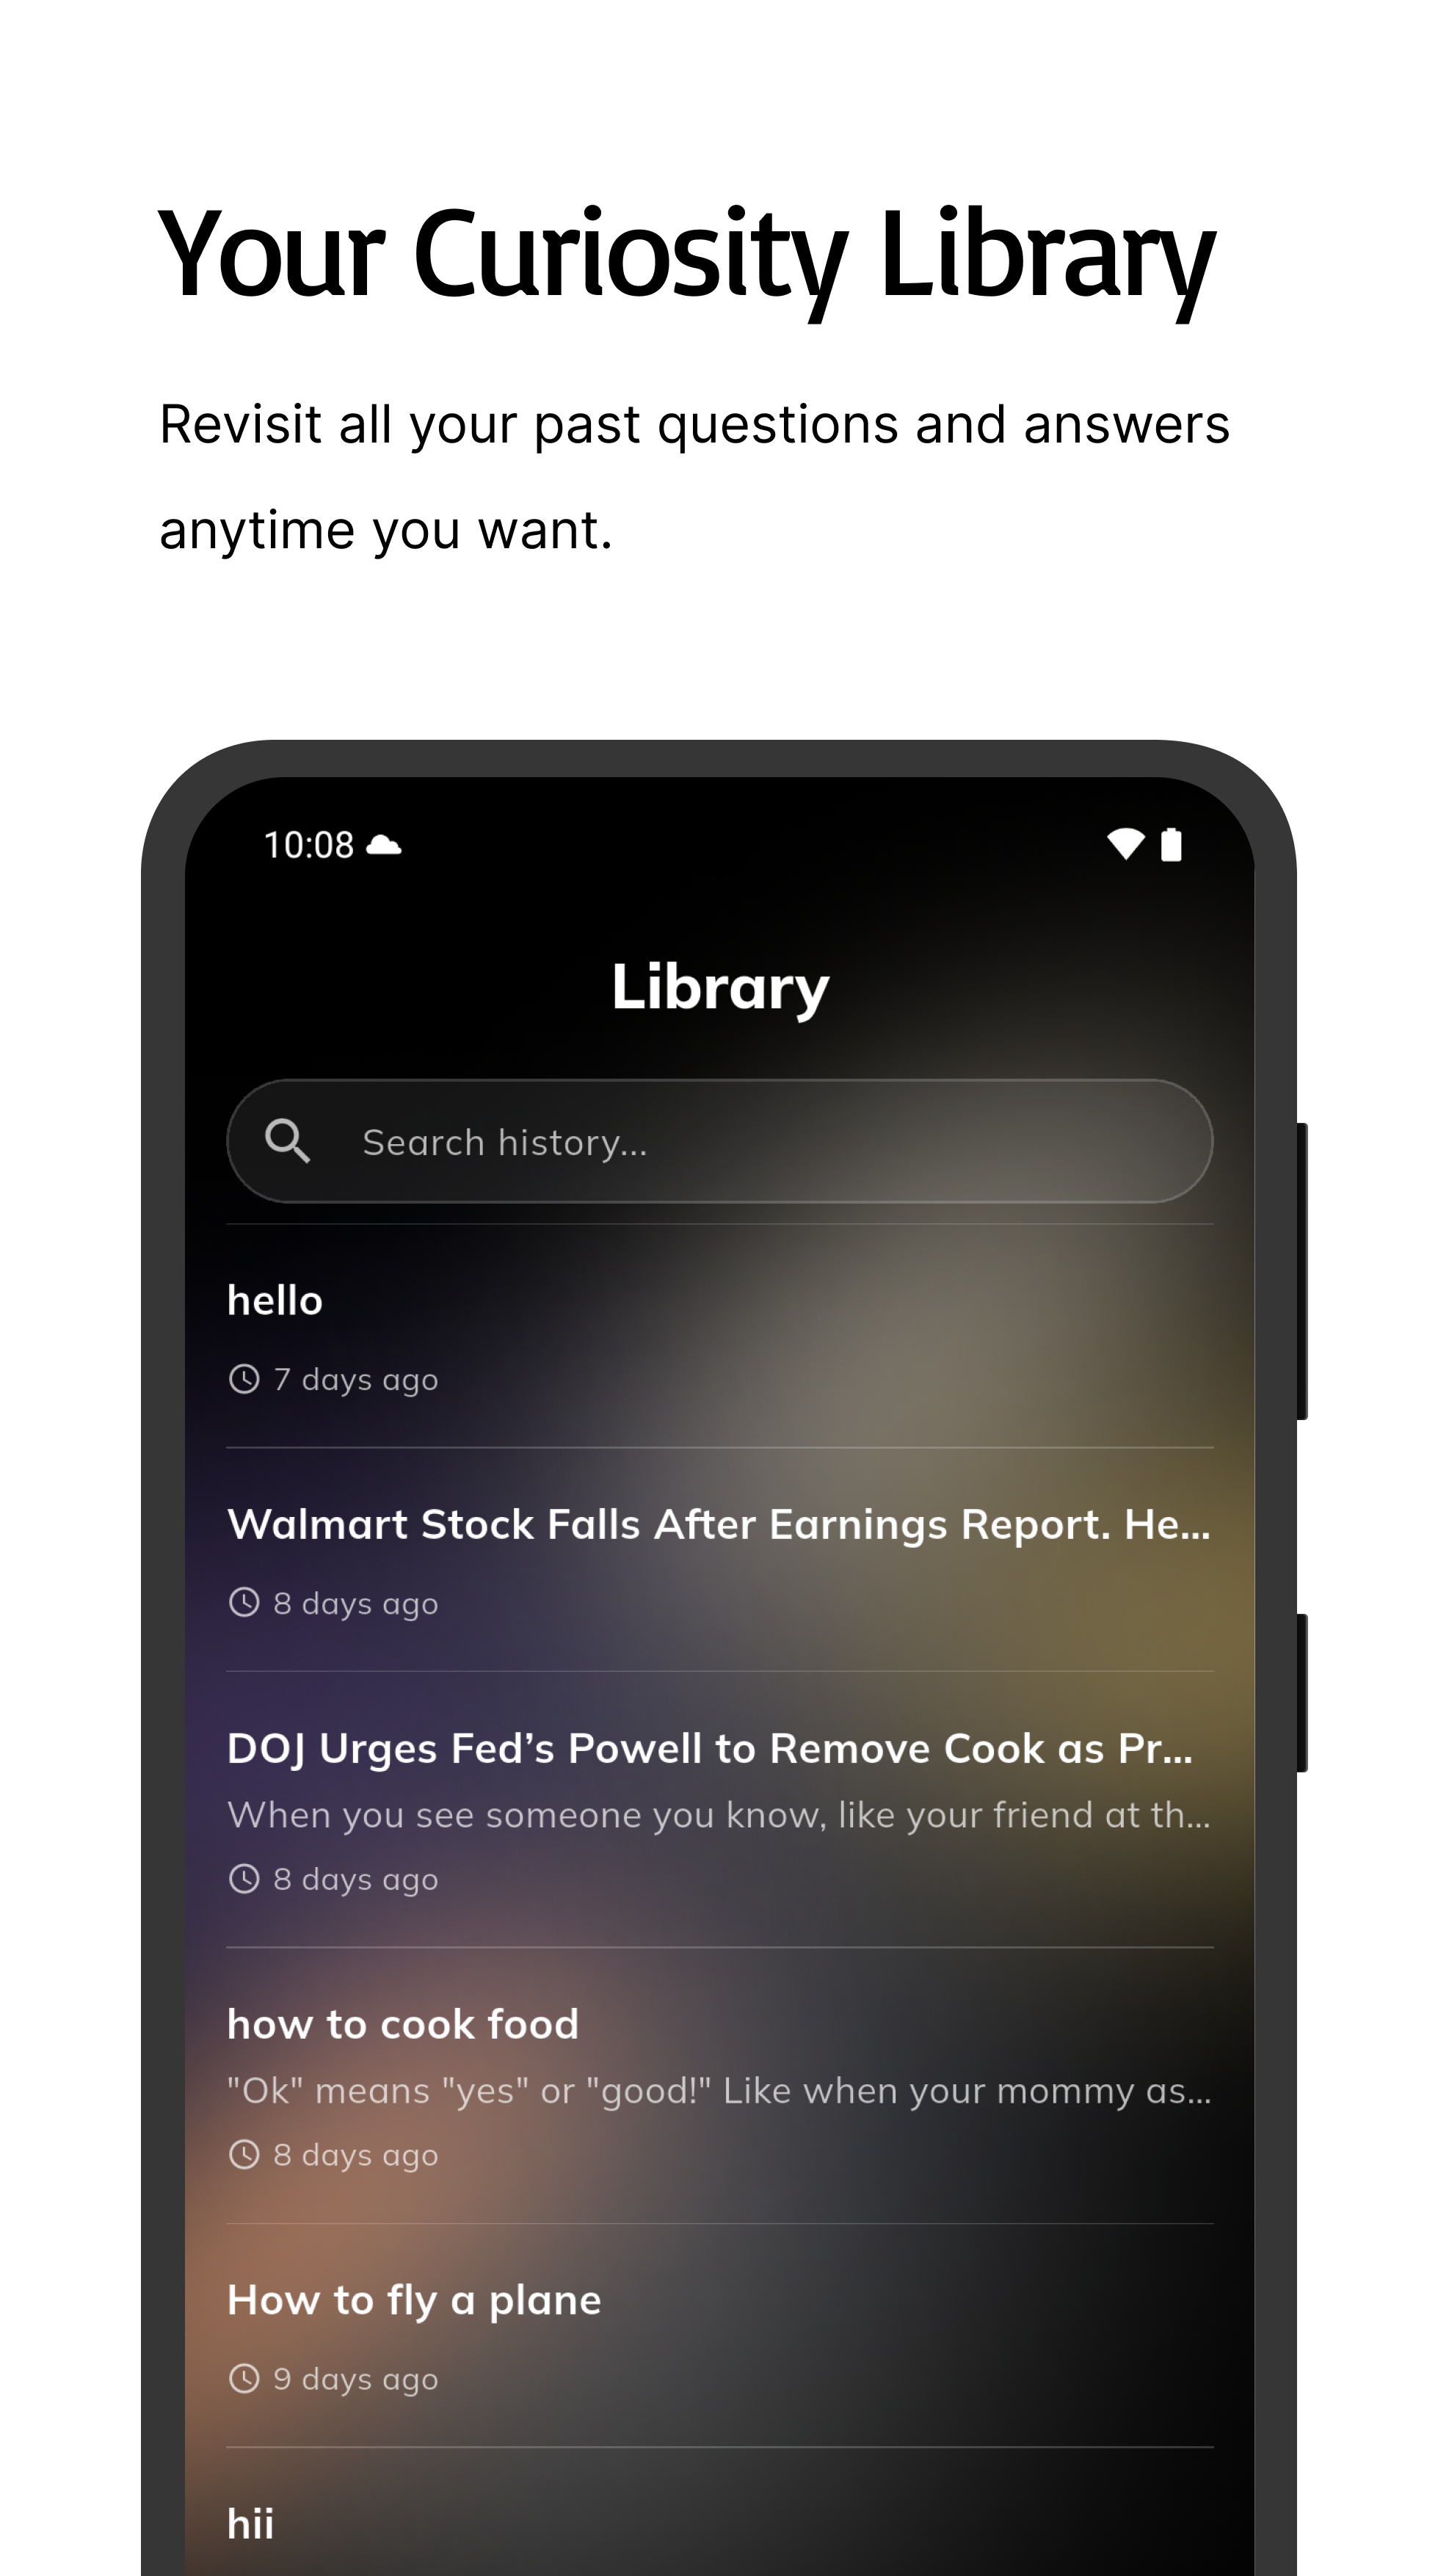 Your Curiosity Library
Revisit all your past questions and answers
anytime you want.
10:08
Library
Search history...
hello
7 days ago
Walmart Stock Falls After Earnings Report. He...
8 days ago
DOJ Urges Fed’s Powell to Remove Cook as Pr...
When you see someone you know, like your friend at th...
8 days ago
how to cook food
"Ok" means "yes" or "good!" Like when your mommy as...
8 days ago
How to fly a plane
9 days ago
hii